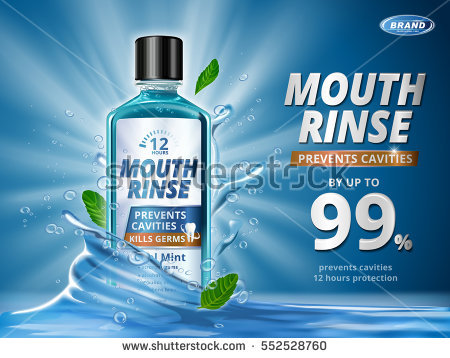 BRAND
MOUTH
RINSE
PREVENTS CAVITIES
BY UP TO
99%
prevents cavities
12 hours protection
12
HOURS
MOUTH
RINSE
PREVENTS
CAVITIES
KILLS GERMS
Mint
shutterstock
www.shutterstock.com · 552528760